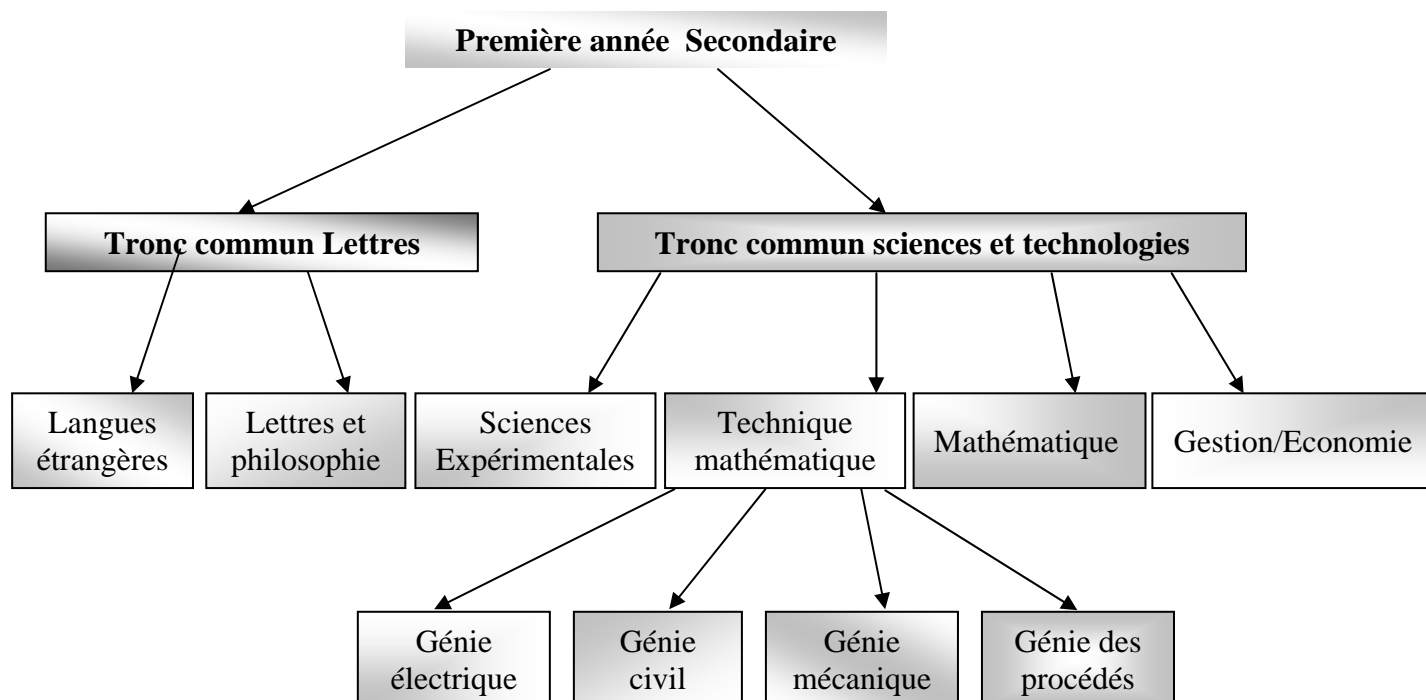 Première année  Secondaire
Tronc commun Lettres
Tronc commun sciences et technologies
Langues
étrangères
Lettres et
philosophie
Sciences
Expérimentales
Technique
mathématique
Mathématique
Gestion/Economie
Génie
électrique
Génie
civil
Génie
mécanique
Génie des
procédés